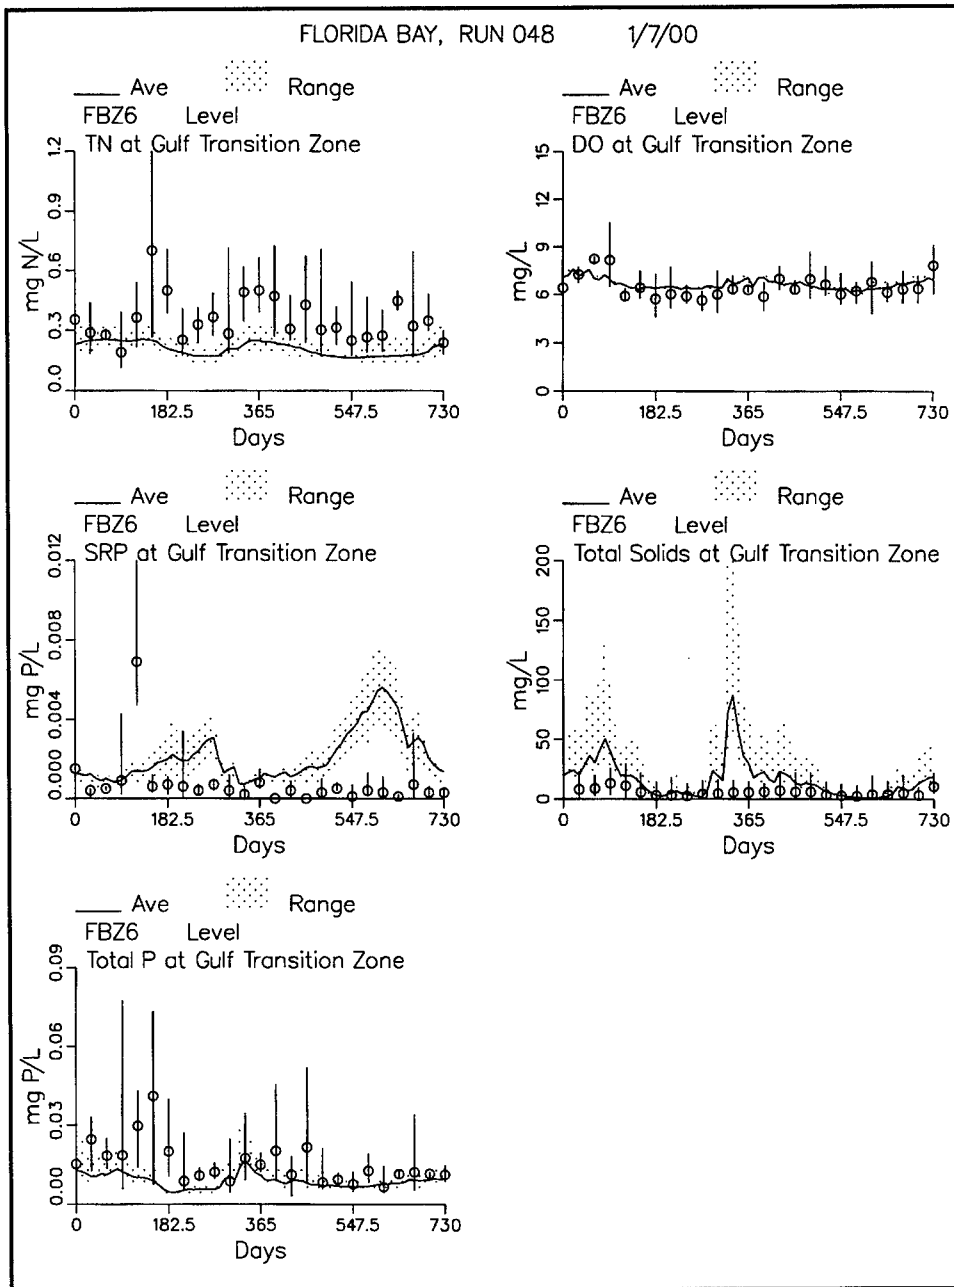 FLORIDA BAY, RUN 048 1/7/00
Ave Range
FBZ6 Level
TN at Gulf Transition Zone
mg N/L
0.0 0.3 0.6 0.9 1.2
0 182.5 365 547.5 730
Days
Ave Range
FBZ6 Level
DO at Gulf Transition Zone
mg/L
0 3 6 9 12 15
0 182.5 365 547.5 730
Days
Ave Range
FBZ6 Level
SRP at Gulf Transition Zone
mg P/L
0.000 0.004 0.008 0.012
0 182.5 365 547.5 730
Days
Ave Range
FBZ6 Level
Total Solids at Gulf Transition Zone
mg/L
0 50 100 150 200
0 182.5 365 547.5 730
Days
Ave Range
FBZ6 Level
Total P at Gulf Transition Zone
mg P/L
0.00 0.03 0.06 0.09
0 182.5 365 547.5 730
Days